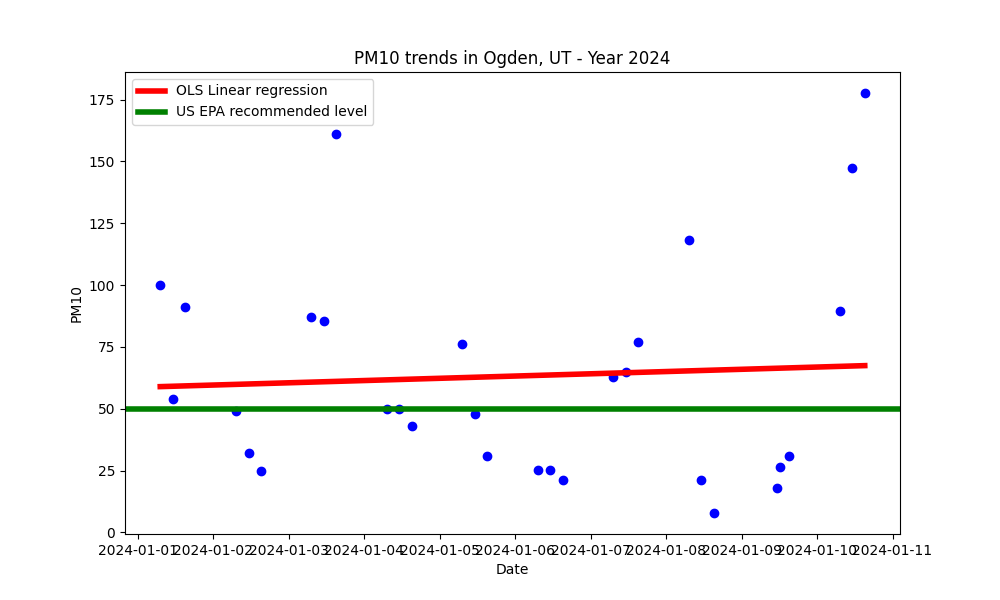 PM10 trends in Ogden, UT - Year 2024
OLS Linear regression
US EPA recommended level
175
150
125
100
75
50
25
0
PM10
2024-01-01 2024-01-02 2024-01-03 2024-01-04 2024-01-05 2024-01-06 2024-01-07 2024-01-08 2024-01-09 2024-01-10 2024-01-11
Date